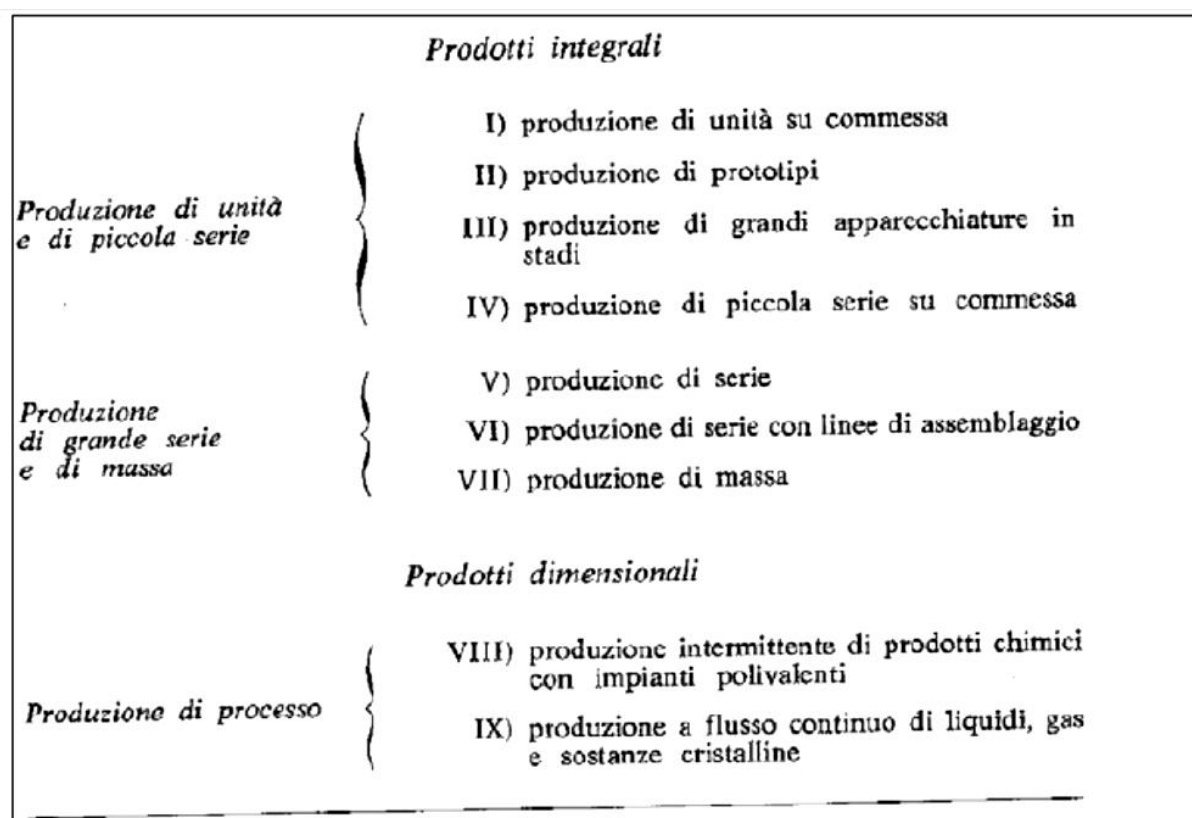 Prodotti integrali
I) produzione di unità su commessa
II) produzione di prototipi
Produzione di unità
e di piccola serie
III) produzione di grandi apparecchiature in
stadi
IV) produzione di piccola serie su commessa
V) produzione di serie
Produzione
di grande serie
e di massa
VI) produzione di serie con linee di assemblaggio
VII) produzione di massa
Prodotti dimensionali
VIII) produzione intermittente di prodotti chimici
con impianti polivalenti
Produzione di processo
IX) produzione a flusso continuo di liquidi, gas
e sostanze cristalline